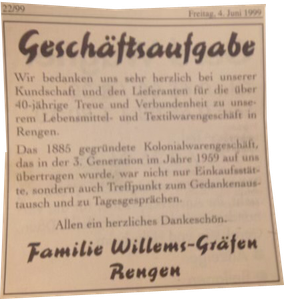 22/99
Freitag, 4. Juni 1999
Geschäftsaufgabe
Wir bedanken uns sehr herzlich bei unserer
Kundschaft und den Lieferanten für die über
40-jährige Treue und Verbundenheit zu unse-
rem Lebensmittel- und Textilwarengeschäft in
Rengen.
Das 1885 gegründete Kolonialwarengeschäft,
das in der 3. Generation im Jahre 1959 auf uns
übertragen wurde, war nicht nur Einkaufsstät-
te, sondern auch Treffpunkt zum Gedankenaus-
tausch und zu Tagesgesprächen.
Allen ein herzliches Dankeschön.
Familie Willems-Gräfen
Rengen